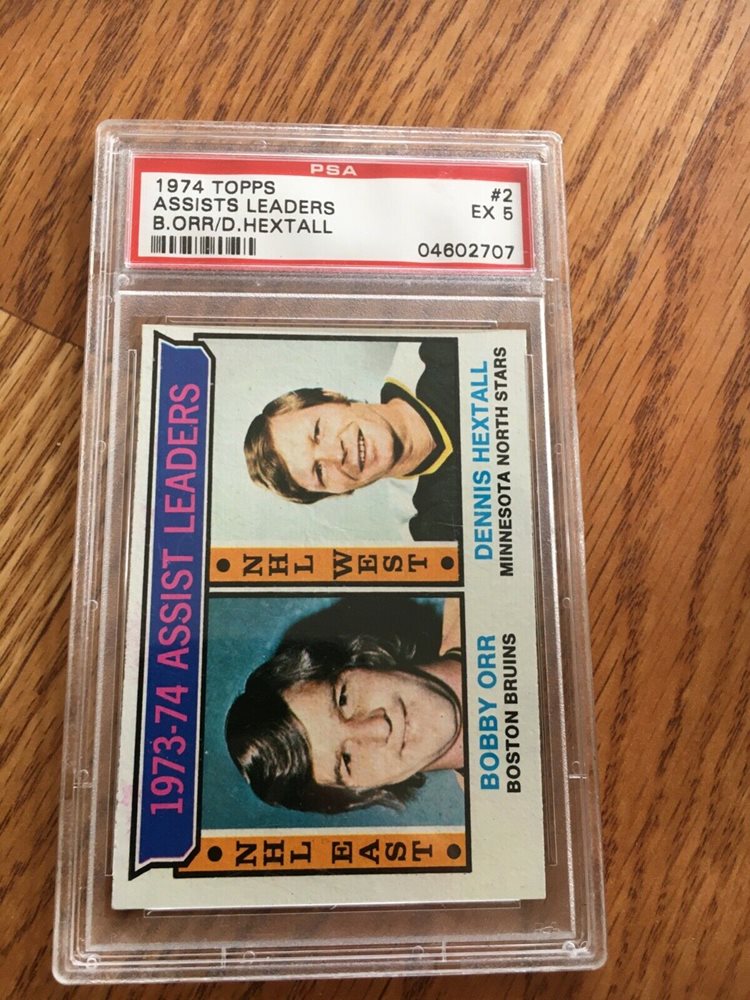 PSA
1974 TOPPS #2
ASSISTS LEADERS EX 5
B.ORR/D.HEXTALL
04602707
1973-74 ASSIST LEADERS
NHL EAST
NHL WEST
BOBBY ORR
BOSTON BRUINS
DENNIS HEXTALL
MINNESOTA NORTH STARS